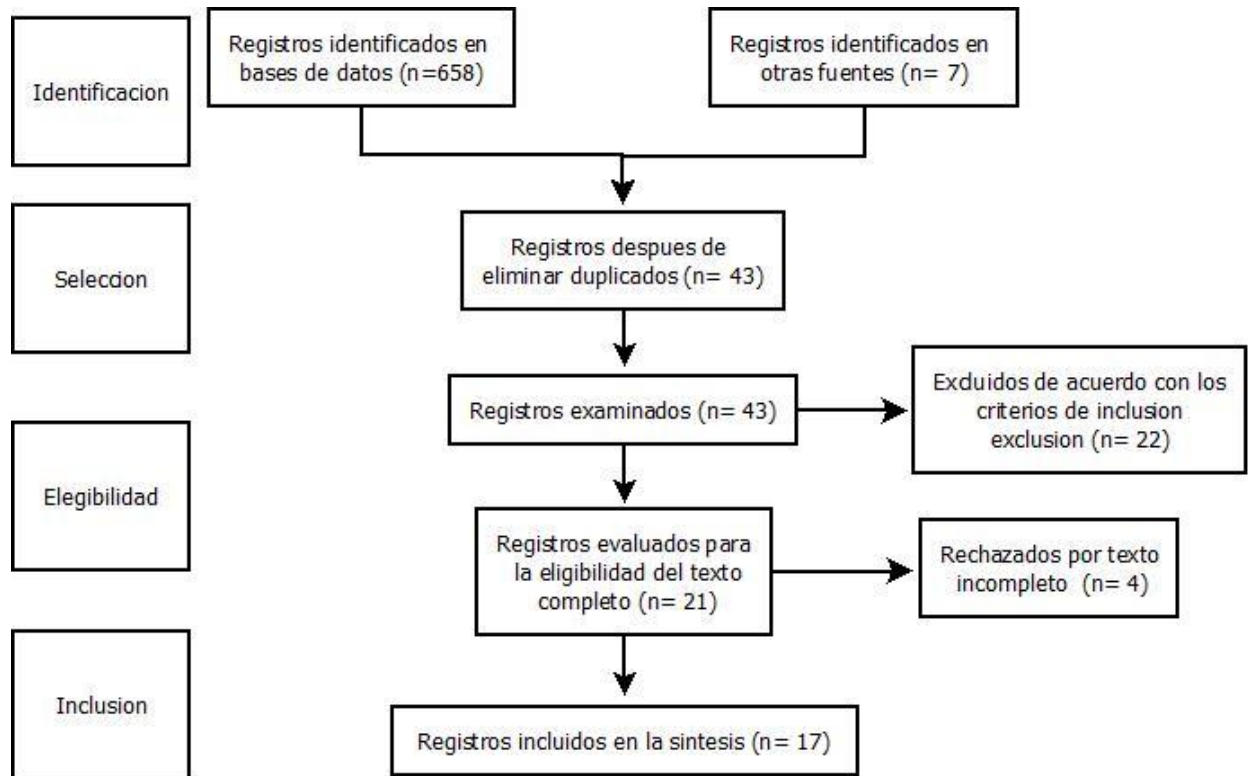 Identificacion
Registros identificados en
bases de datos (n=658)
Registros identificados en
otras fuentes (n= 7)
Seleccion
Registros despues de
eliminar duplicados (n= 43)
Registros examinados (n= 43)
Excluidos de acuerdo con los
criterios de inclusion
exclusion (n= 22)
Elegibilidad
Registros evaluados para
la eligibilidad del texto
completo (n= 21)
Rechazados por texto
incompleto (n= 4)
Inclusion
Registros incluidos en la sintesis (n= 17)